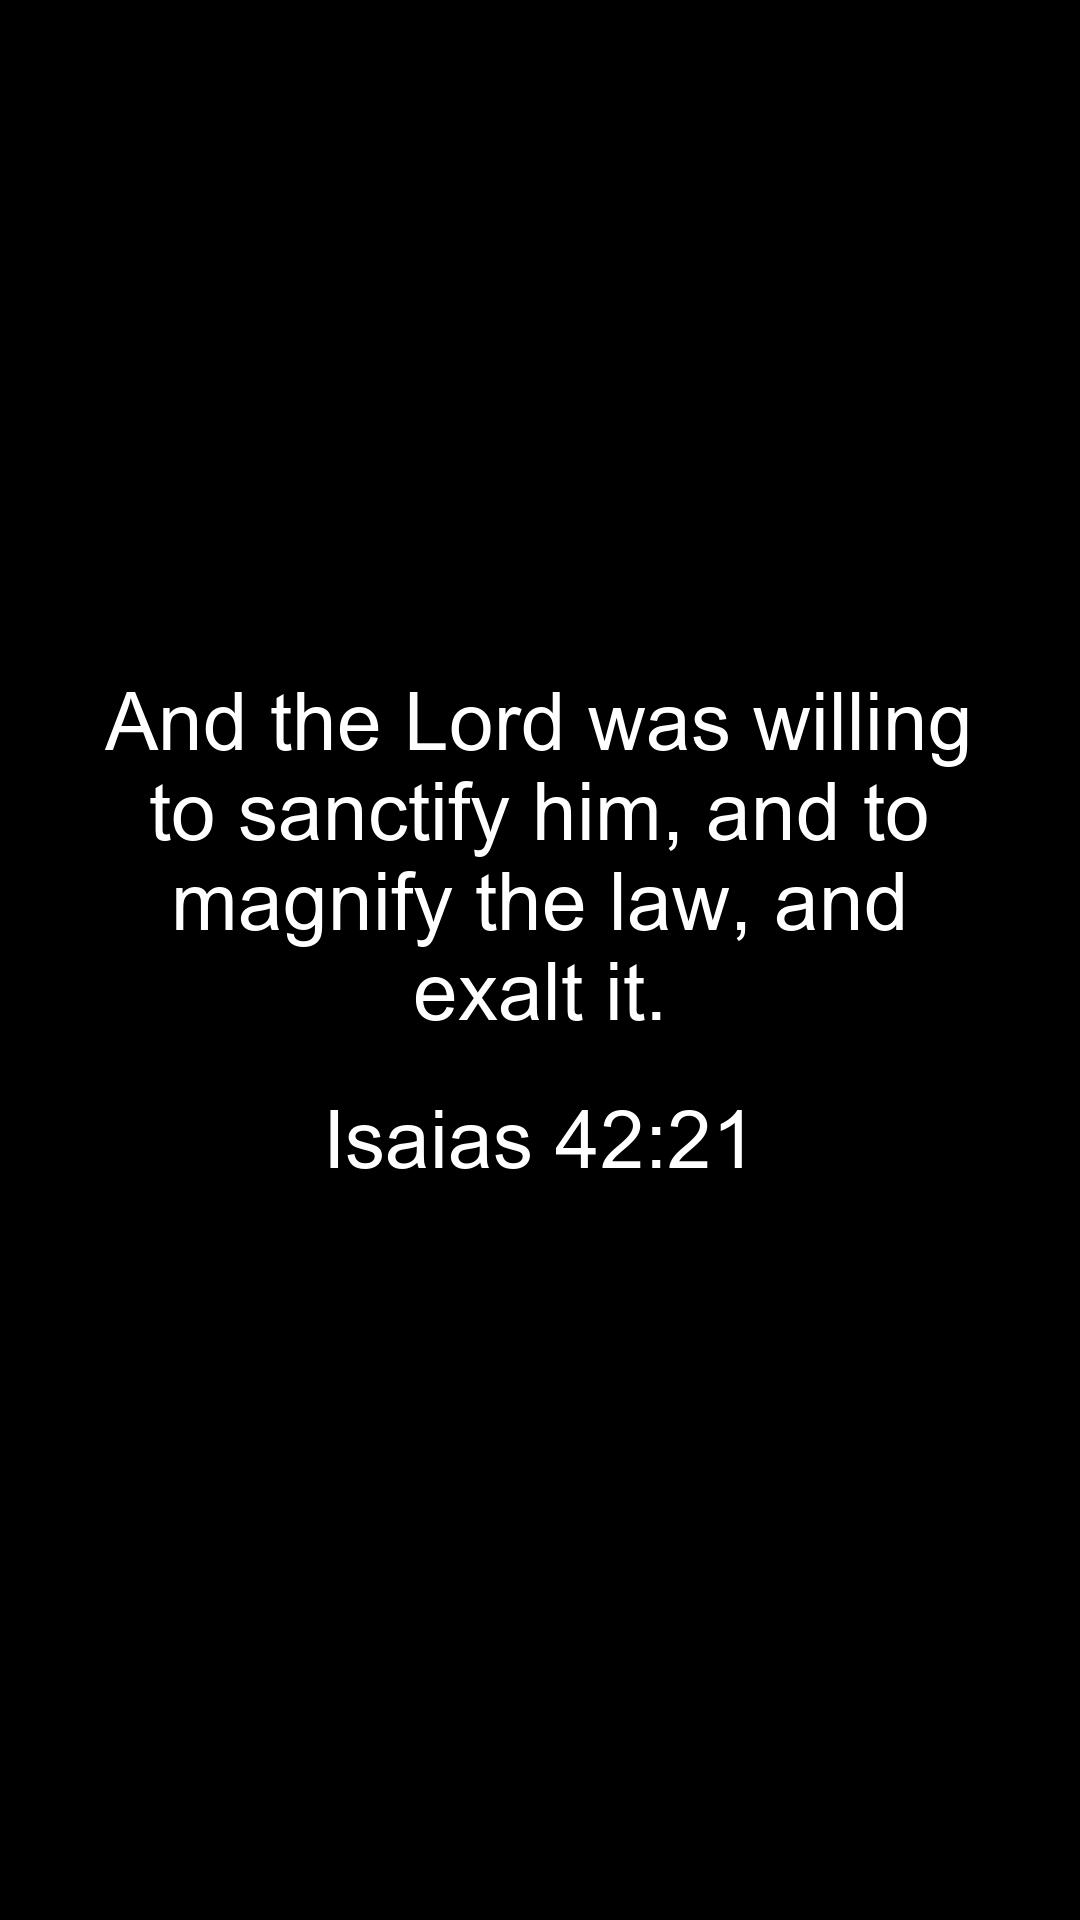 And the Lord was willing
to sanctify him, and to
magnify the law, and
exalt it.
Isaias 42:21